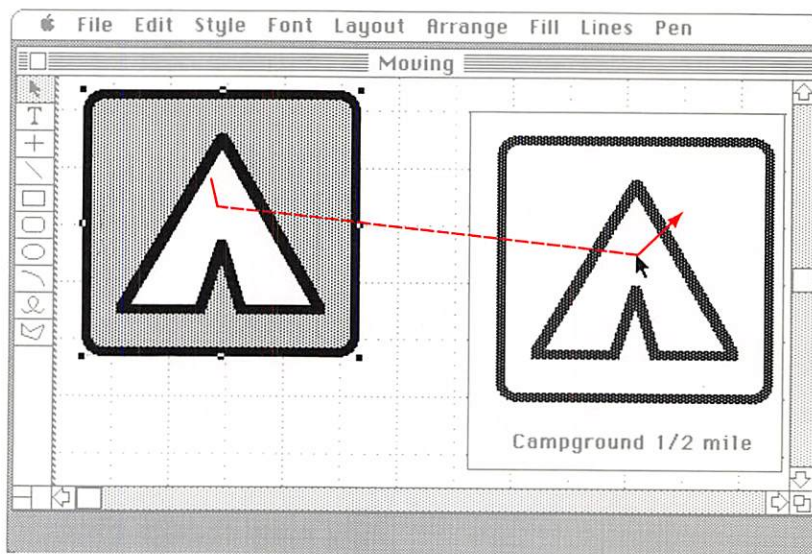 File Edit Style Font Layout Arrange Fill Lines Pen
Moving
T
Campground 1/2 mile